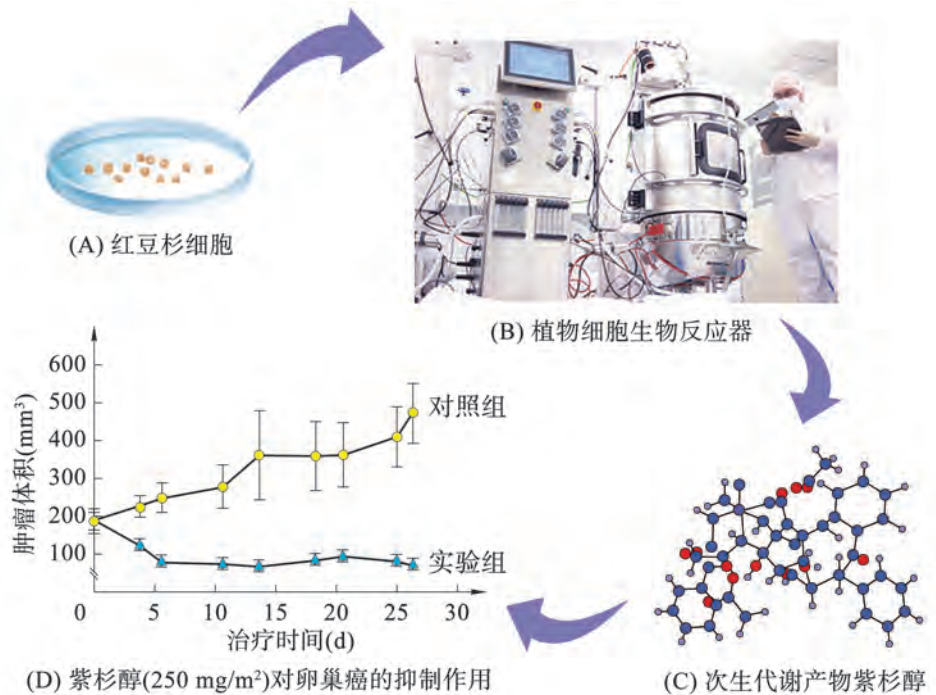 (A) 红豆杉细胞
(B) 植物细胞生物反应器
肿瘤体积(mm³)
600
500
400
300
200
100
0
5
10
15
20
25
30
对照组
实验组
治疗时间(d)
(D) 紫杉醇(250 mg/m²)对卵巢癌的抑制作用
(C) 次生代谢产物紫杉醇